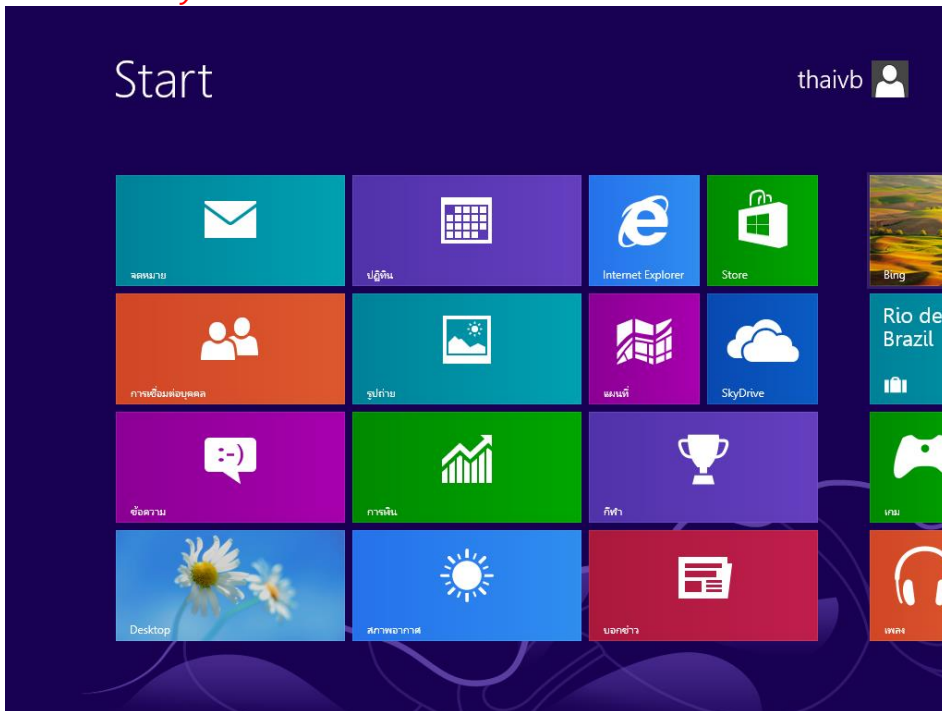 Start
thaivb
จดหมาย
ปฏิทิน
Internet Explorer
Store
Bing
การเชื่อมต่อบุคคล
รูปถ่าย
แผนที่
SkyDrive
Rio de
Brazil
ข้อความ
การเงิน
กีฬา
เกม
Desktop
สภาพอากาศ
บอกข่าว
เพลง